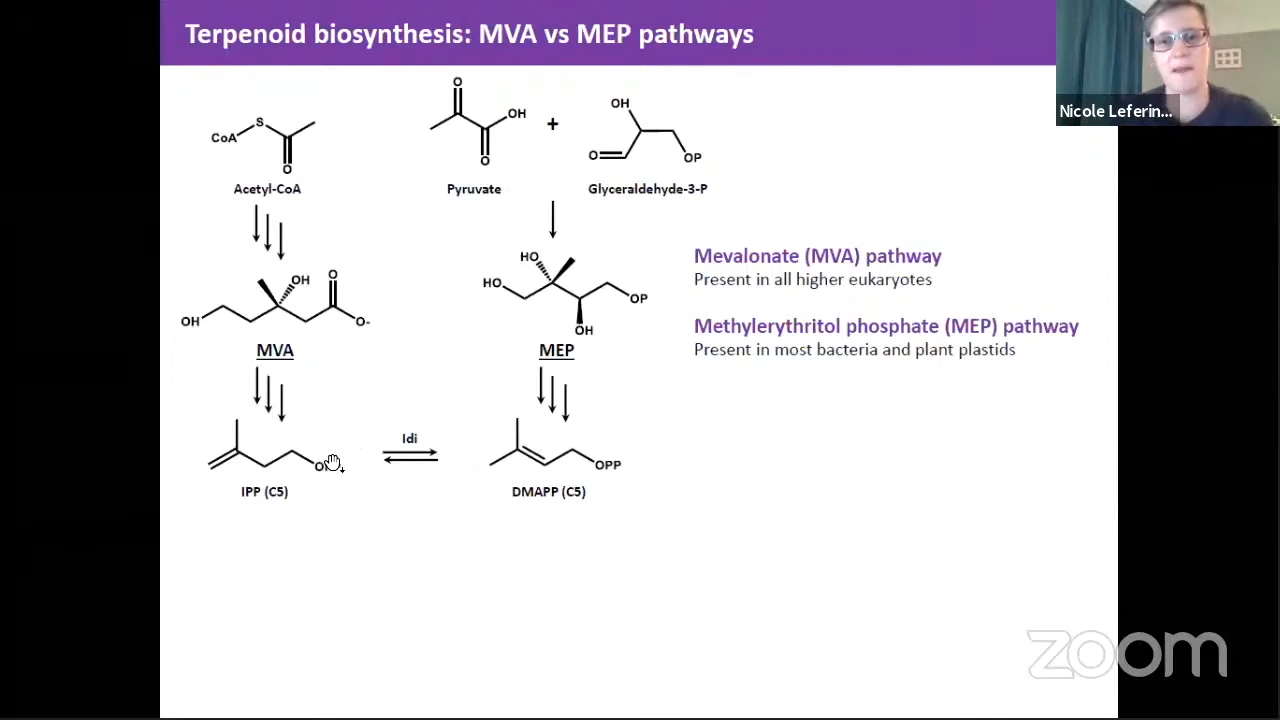 Terpenoid biosynthesis: MVA vs MEP pathways
Nicole Leferin...
CoA S O
Acetyl-CoA
O OH O
Pyruvate
+
OH O OP
Glyceraldehyde-3-P
OH O OH O-
MVA
HO HO OP OH
MEP
Mevalonate (MVA) pathway
Present in all higher eukaryotes
Methylerythritol phosphate (MEP) pathway
Present in most bacteria and plant plastids
IPP (C5)
Idi
OPP
DMAPP (C5)
zoom